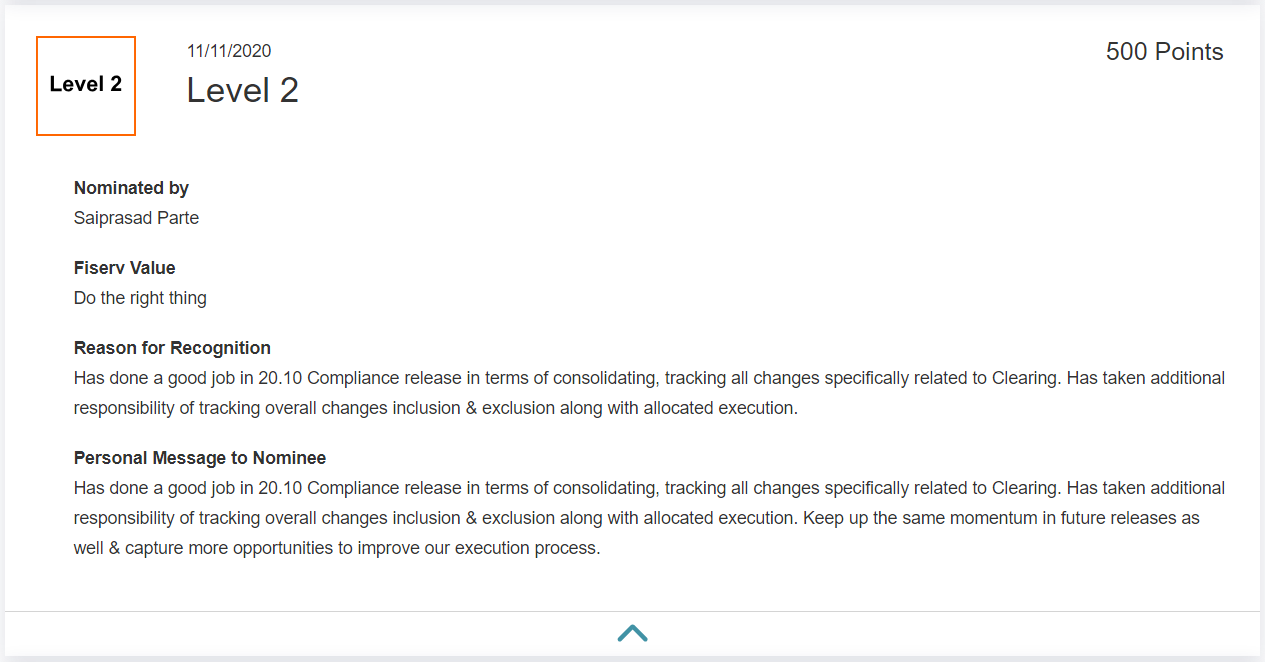 Level 2
11/11/2020
Level 2
500 Points
Nominated by
Saiprasad Parte
Fiserv Value
Do the right thing
Reason for Recognition
Has done a good job in 20.10 Compliance release in terms of consolidating, tracking all changes specifically related to Clearing. Has taken additional
responsibility of tracking overall changes inclusion & exclusion along with allocated execution.
Personal Message to Nominee
Has done a good job in 20.10 Compliance release in terms of consolidating, tracking all changes specifically related to Clearing. Has taken additional
responsibility of tracking overall changes inclusion & exclusion along with allocated execution. Keep up the same momentum in future releases as
well & capture more opportunities to improve our execution process.